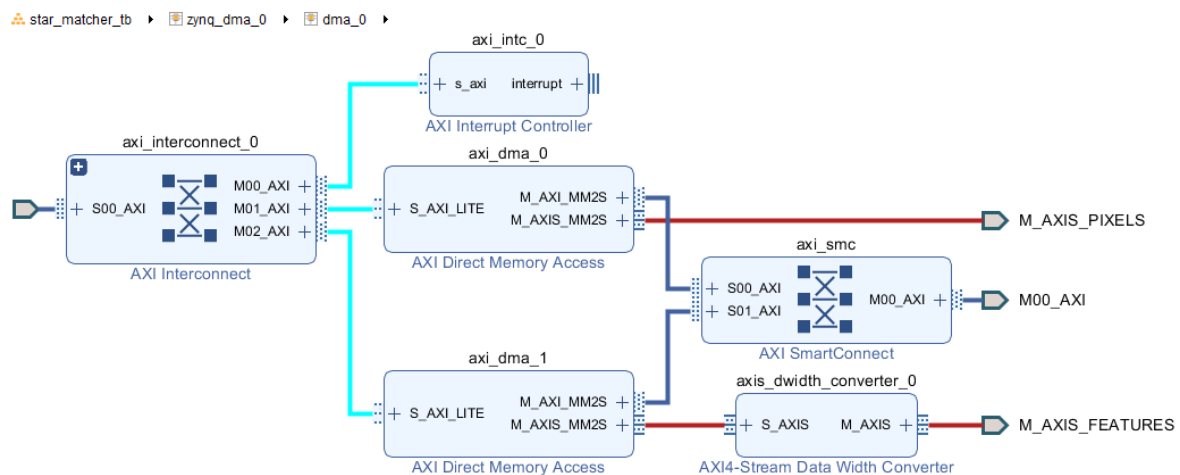 star_matcher_tb zynq_dma_0 dma_0
axi_intc_0
s_axi interrupt
AXI Interrupt Controller
axi_interconnect_0
S00_AXI
M00_AXI
M01_AXI
M02_AXI
AXI Interconnect
axi_dma_0
S_AXI_LITE
M_AXI_MM2S
M_AXIS_MM2S
AXI Direct Memory Access
M_AXIS_PIXELS
axi_smc
S00_AXI
S01_AXI
M00_AXI
AXI SmartConnect
M00_AXI
axi_dma_1
S_AXI_LITE
M_AXI_MM2S
M_AXIS_MM2S
AXI Direct Memory Access
axis_dwidth_converter_0
S_AXIS M_AXIS
AXI4-Stream Data Width Converter
M_AXIS_FEATURES